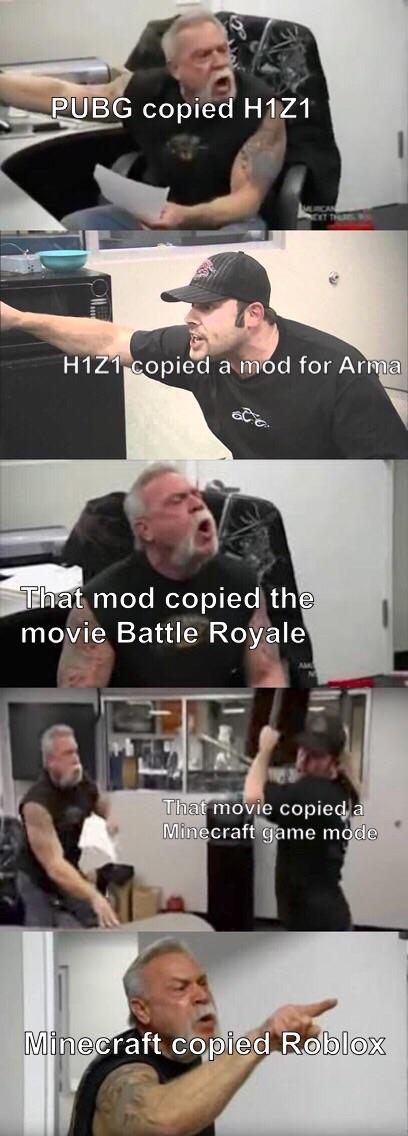 PUBG copied H1Z1
H1Z1 copied a mod for Arma
O.C.C.
That mod copied the
movie Battle Royale
That movie copied a
Minecraft game mode
Minecraft copied Roblox